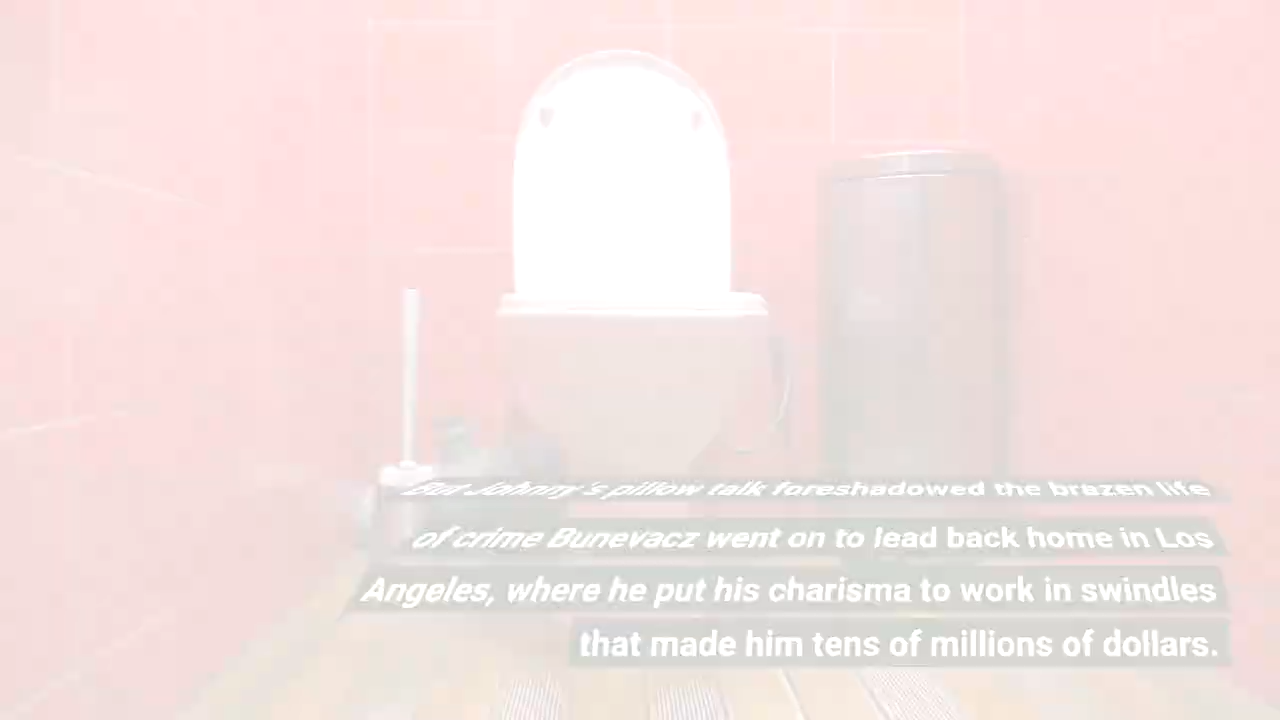 But Johnny's pillow talk foreshadowed the brazen life
of crime Bunevacz went on to lead back home in Los
Angeles, where he put his charisma to work in swindles
that made him tens of millions of dollars.